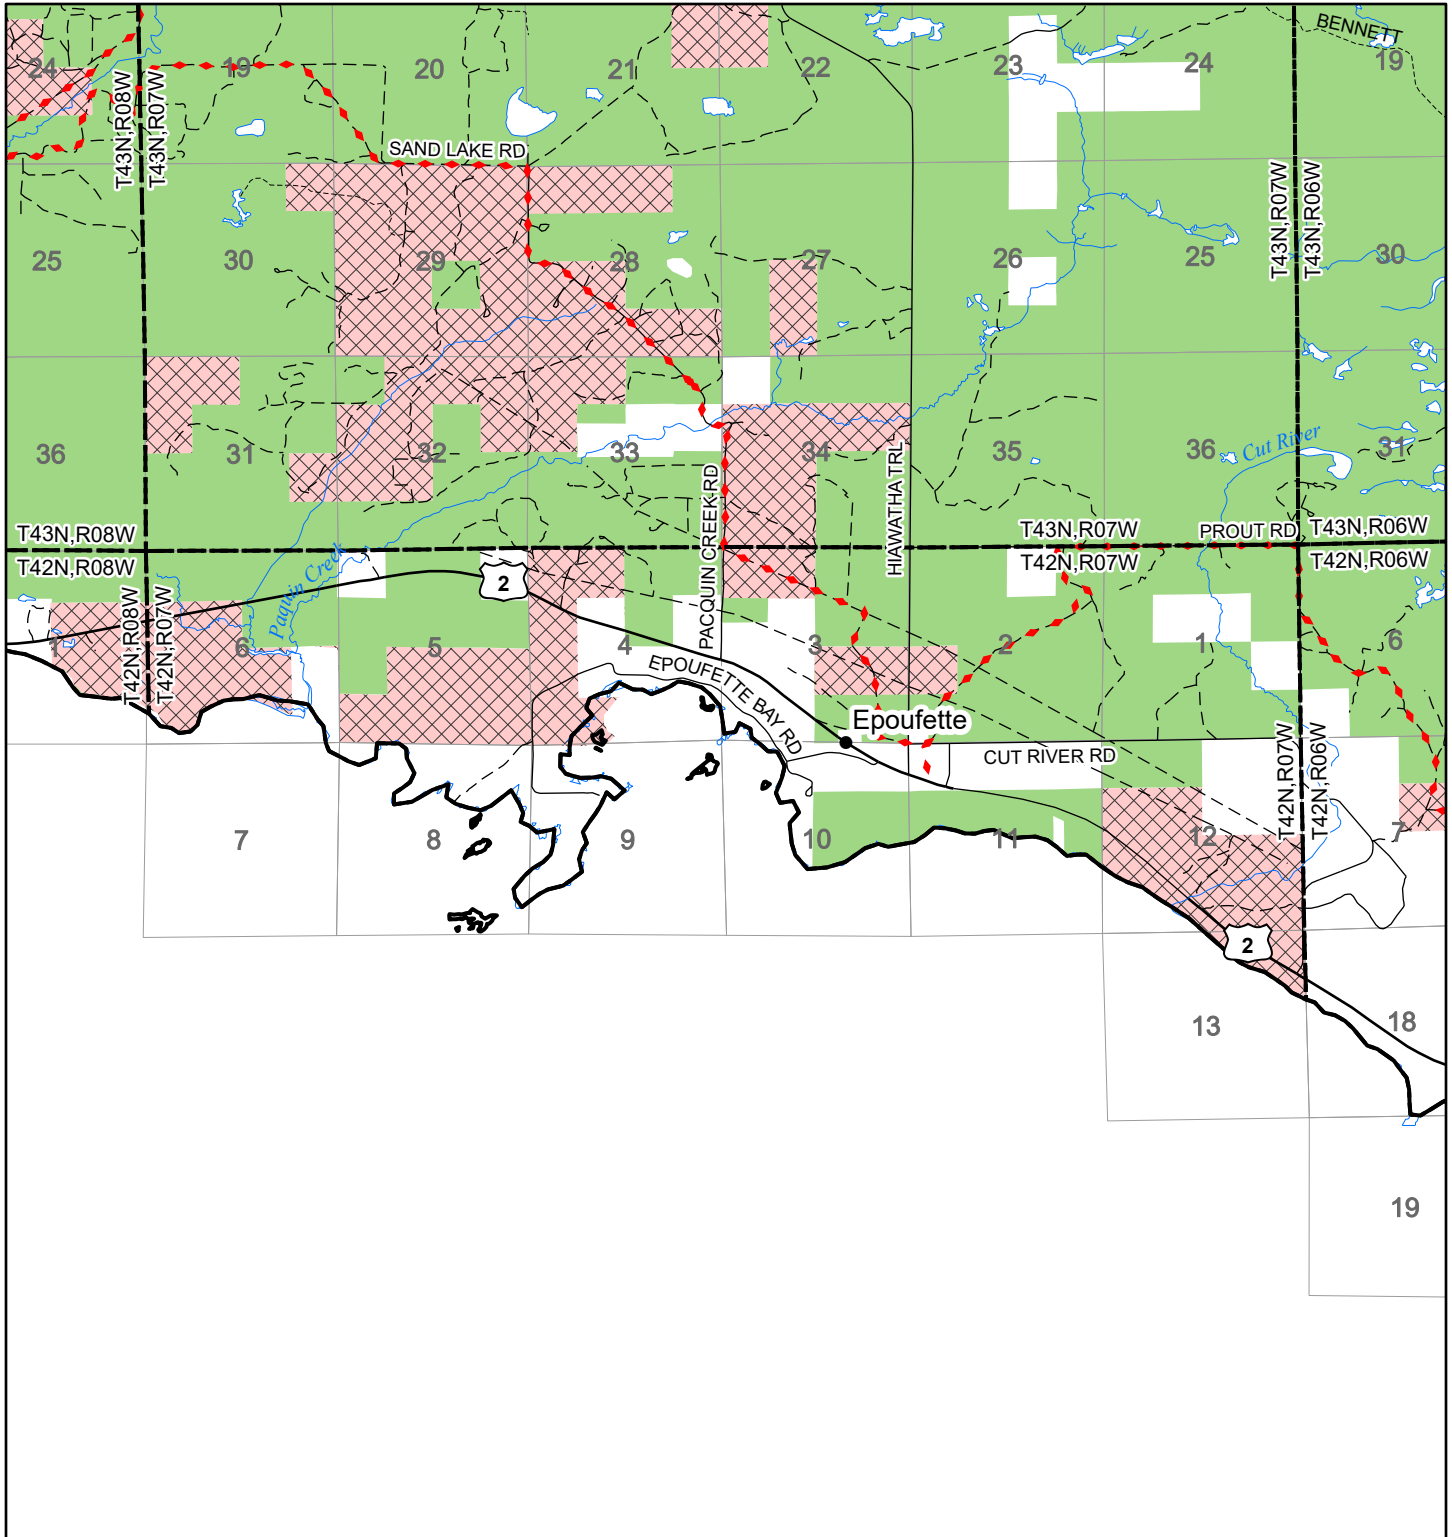 BENNETT
24
19
20
21
22
23
24
19
T43N,R08W
T43N,R07W
SAND LAKE RD
T43N,R07W
T43N,R06W
25
30
29
28
27
26
25
30
36
31
32
33
34
35
36
31
Cut River
PACQUIN CREEK RD
HIAWATHA TRL
T43N,R08W
T43N,R07W
PROUT RD
T43N,R06W
T42N,R08W
T42N,R07W
T42N,R06W
Paquin Creek
2
T42N,R08W
T42N,R07W
1
6
5
4
3
2
1
6
EPOUFETTE BAY RD
Epoufette
CUT RIVER RD
T42N,R07W
T42N,R06W
7
8
9
10
11
12
7
2
13
18
19